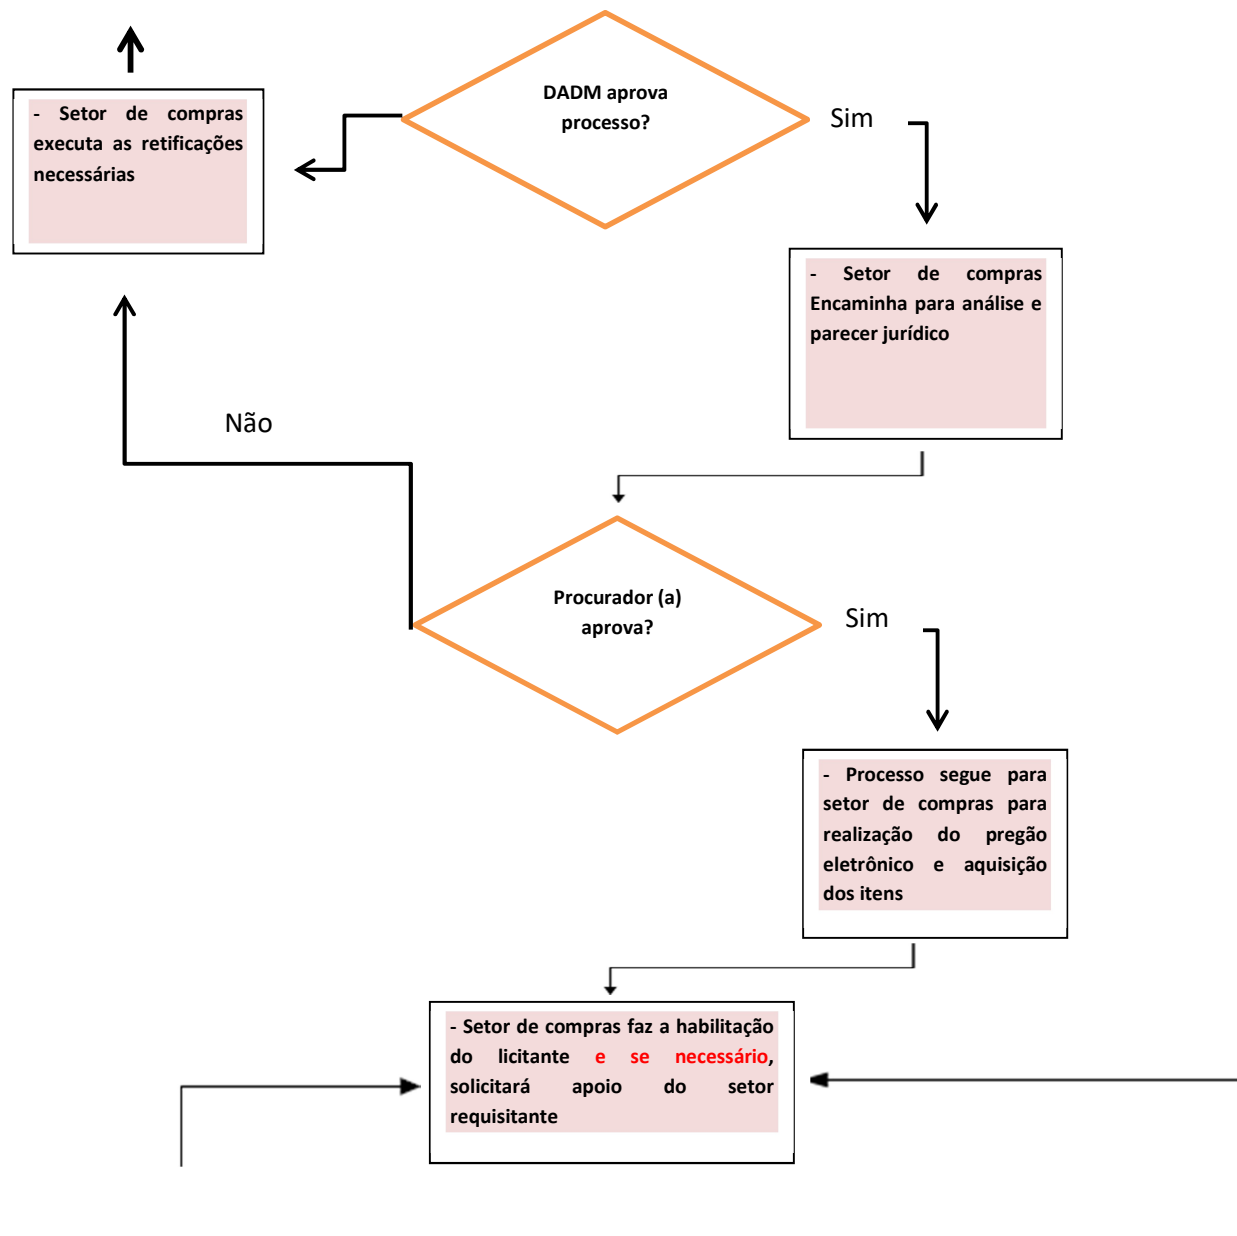 DADM aprova
processo?
Sim
- Setor de compras
executa as retificações
necessárias
- Setor de compras
Encaminha para análise e
parecer jurídico
Não
Procurador (a)
aprova?
Sim
- Processo segue para
setor de compras para
realização do pregão
eletrônico e aquisição
dos itens
- Setor de compras faz a habilitação
do licitante e se necessário,
solicitará apoio do setor
requisitante